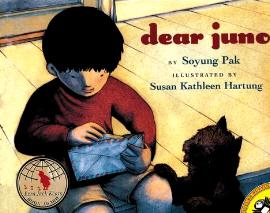 dear juno
BY Soyung Pak
ILLUSTRATED BY
Susan Kathleen Hartung